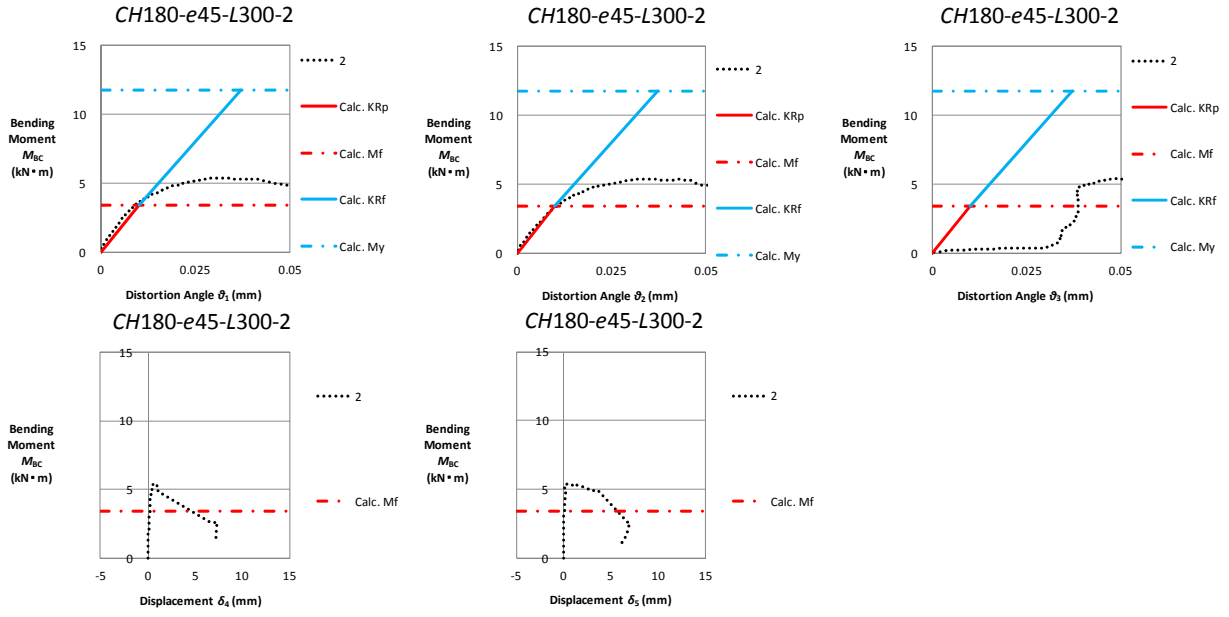 CH180-e45-L300-2
15
10
5
0
Bending
Moment
MBC
(kN▪m)
0
0.025
0.05
Distortion Angle ϑ1 (mm)
2
Calc. KRp
Calc. Mf
Calc. KRf
Calc. My
CH180-e45-L300-2
15
10
5
0
Bending
Moment
MBC
(kN▪m)
0
0.025
0.05
Distortion Angle ϑ2 (mm)
2
Calc. KRp
Calc. Mf
Calc. KRf
Calc. My
CH180-e45-L300-2
15
10
5
0
Bending
Moment
MBC
(kN▪m)
0
0.025
0.05
Distortion Angle ϑ3 (mm)
2
Calc. KRp
Calc. Mf
Calc. KRf
Calc. My
CH180-e45-L300-2
15
10
5
0
Bending
Moment
MBC
(kN▪m)
-5
0
5
10
15
Displacement δ4 (mm)
2
Calc. Mf
CH180-e45-L300-2
15
10
5
0
Bending
Moment
MBC
(kN▪m)
-5
0
5
10
15
Displacement δ5 (mm)
2
Calc. Mf